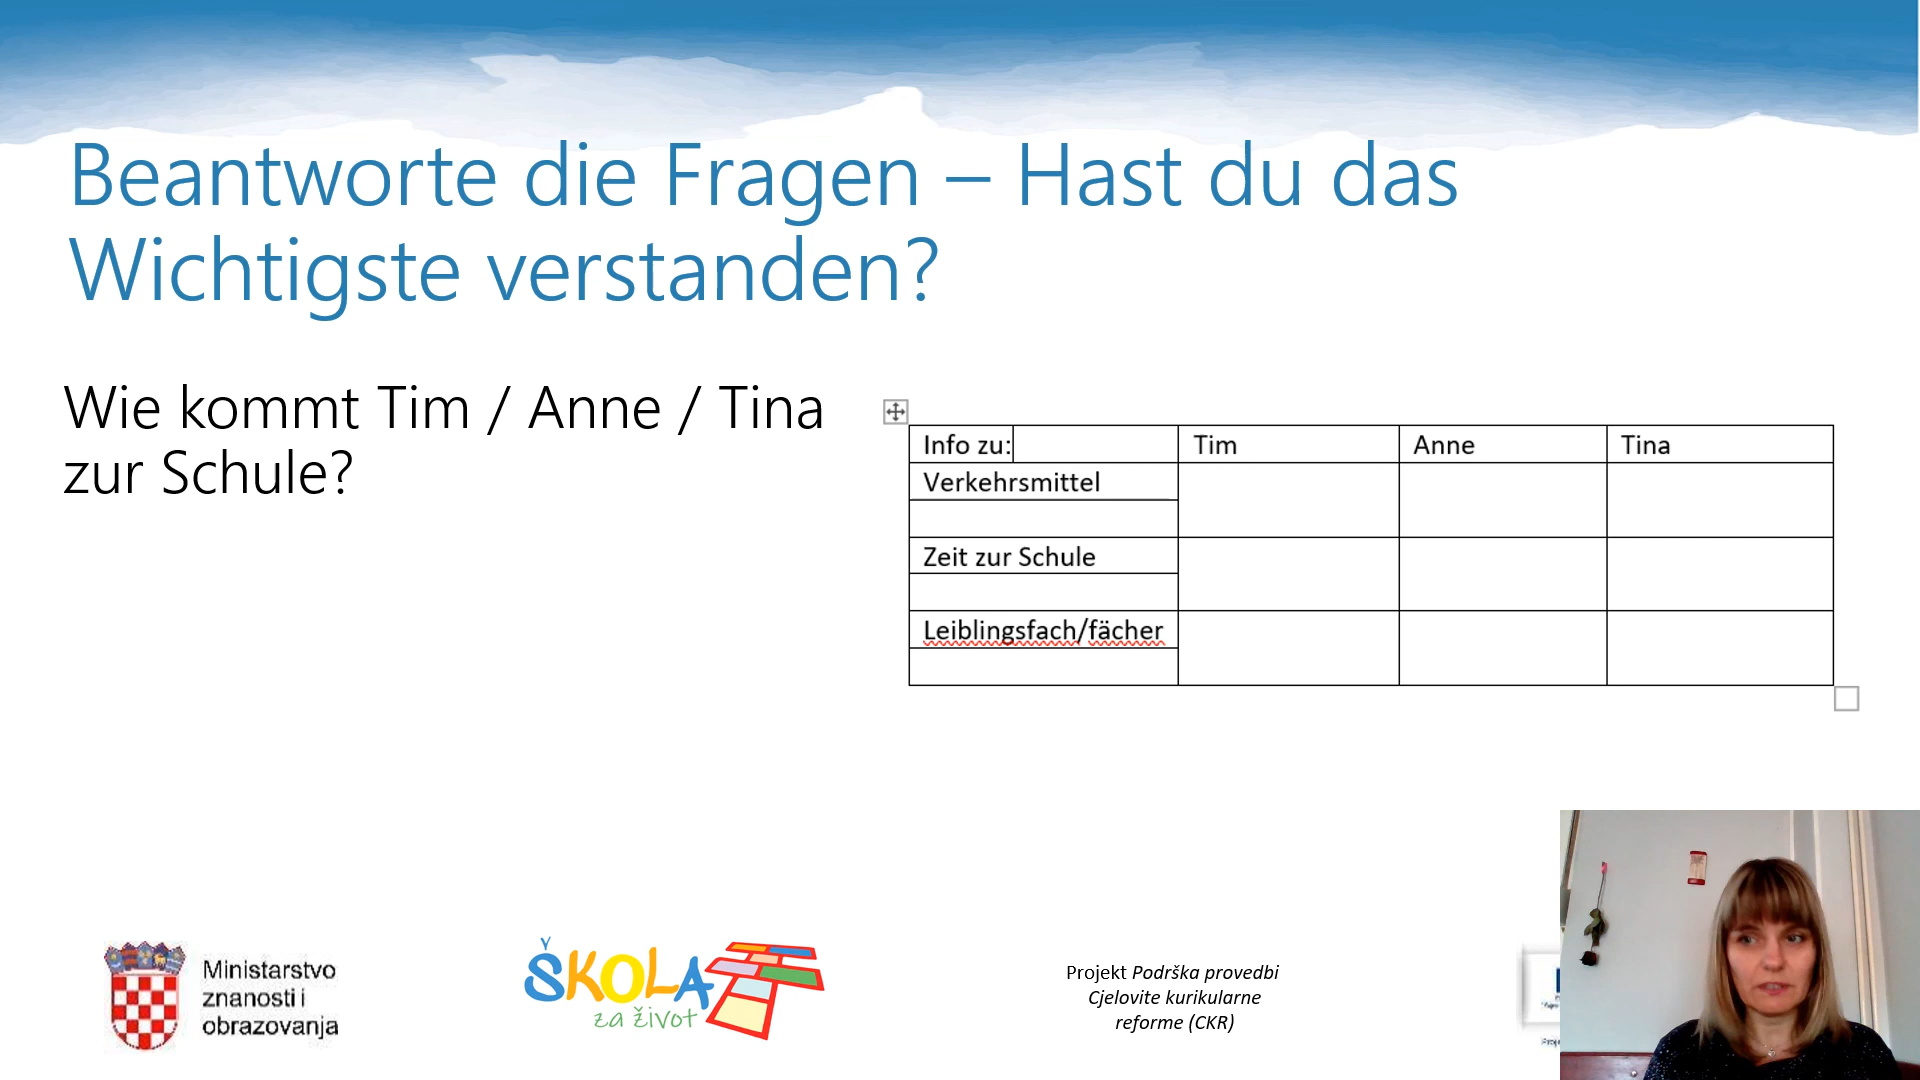 Beantworte die Fragen – Hast du das
Wichtigste verstanden?
Wie kommt Tim / Anne / Tina
zur Schule?
Info zu: Tim Anne Tina
Verkehrsmittel
Zeit zur Schule
Leiblingsfach/fächer
Ministarstvo
znanosti i
obrazovanja
ŠKOLA
za život
Projekt Podrška provedbi
Cjelovite kurikularne
reforme (CKR)